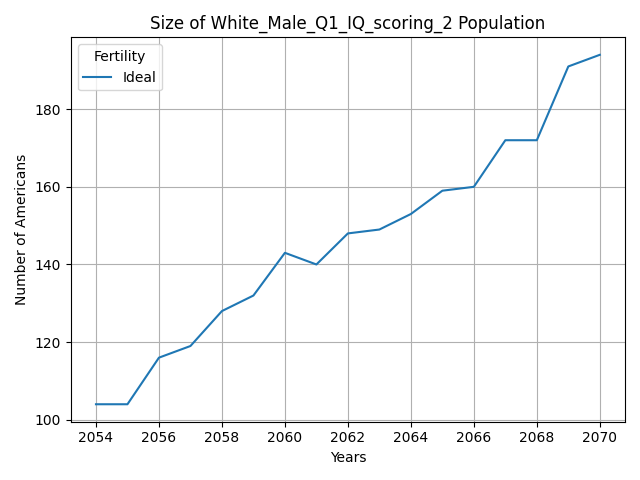 Size of White_Male_Q1_IQ_scoring_2 Population
Fertility
Ideal
Number of Americans
180
160
140
120
100
2054 2056 2058 2060 2062 2064 2066 2068 2070
Years